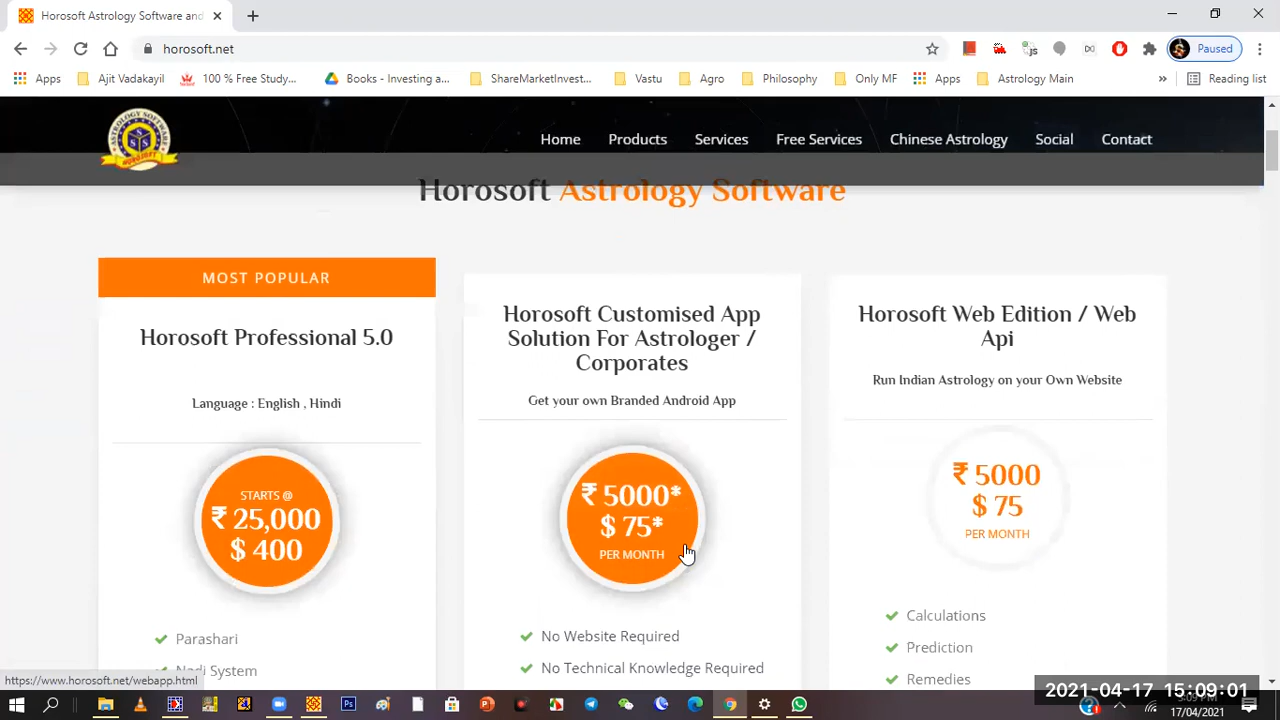 Horosoft Astrology Software and
horosoft.net
Paused
Apps
Ajit Vadakayil
100 % Free Study...
Books - Investing a...
ShareMarketInvest...
Vastu
Agro
Philosophy
Only MF
Apps
Astrology Main
»
Reading list
ASTROLOGY SOFTWARE
HOROSOFT
Home
Products
Services
Free Services
Chinese Astrology
Social
Contact
Horosoft Astrology Software
MOST POPULAR
Horosoft Professional 5.0
Language : English , Hindi
STARTS @
₹ 25,000
$ 400
Parashari
Nadi System
Horosoft Customised App
Solution For Astrologer /
Corporates
Get your own Branded Android App
₹ 5000*
$ 75*
PER MONTH
No Website Required
No Technical Knowledge Required
Horosoft Web Edition / Web
Api
Run Indian Astrology on your Own Website
₹ 5000
$ 75
PER MONTH
Calculations
Prediction
Remedies
https://www.horosoft.net/webapp.html
2021-04-17 15:09:01
17/04/2021